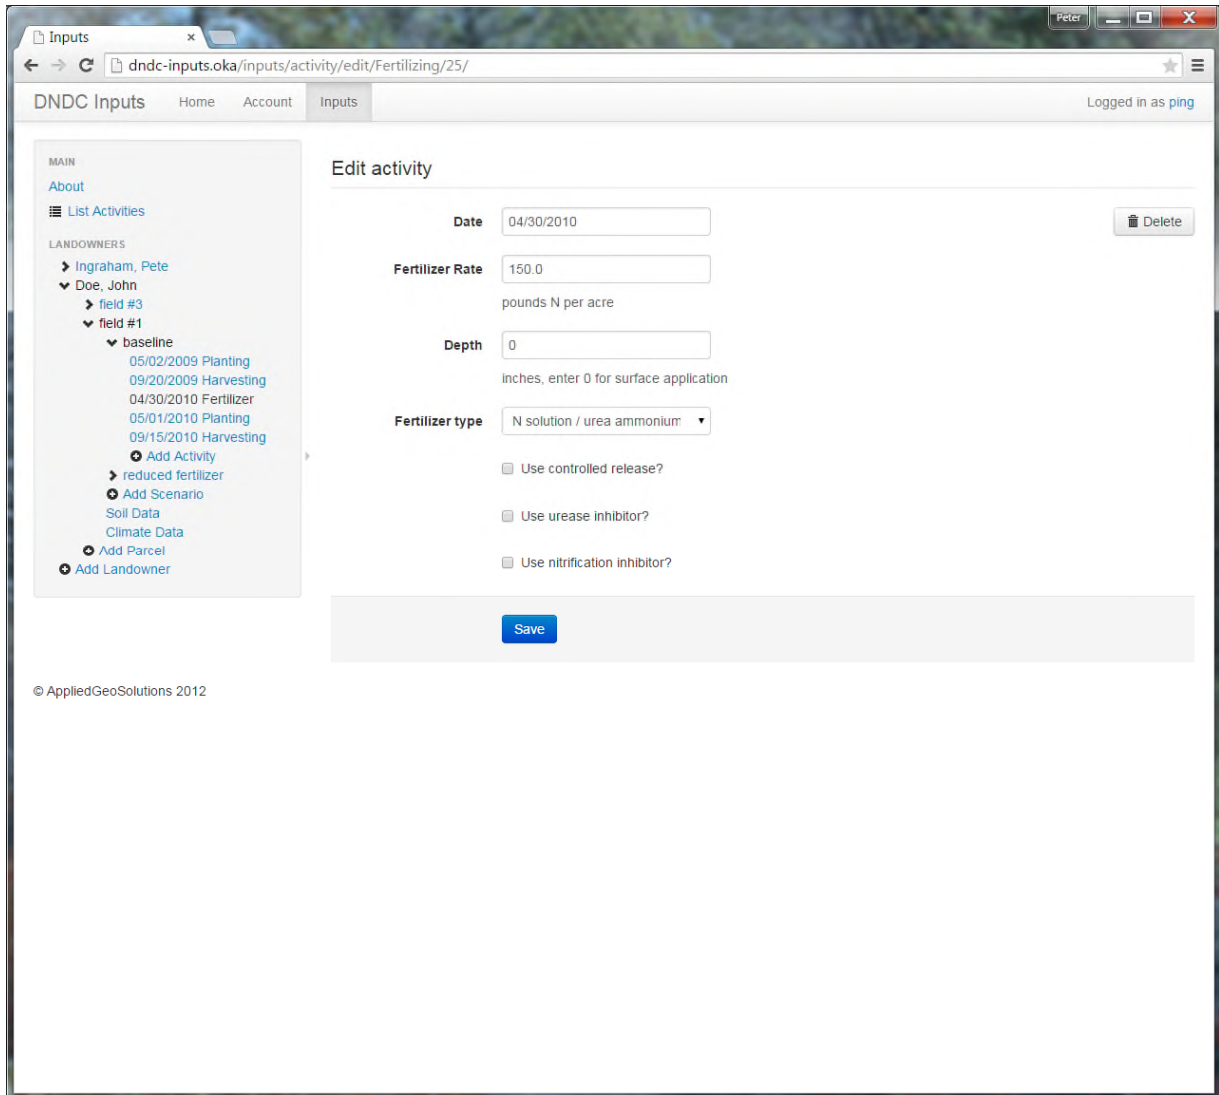 Peter
Inputs
dndc-inputs.oka/inputs/activity/edit/Fertilizing/25/
DNDC Inputs Home Account Inputs Logged in as ping
MAIN
About
List Activities
LANDOWNERS
Ingraham, Pete
Doe, John
field #3
field #1
baseline
05/02/2009 Planting
09/20/2009 Harvesting
04/30/2010 Fertilizer
05/01/2010 Planting
09/15/2010 Harvesting
Add Activity
reduced fertilizer
Add Scenario
Soil Data
Climate Data
Add Parcel
Add Landowner
Edit activity
Date 04/30/2010 Delete
Fertilizer Rate 150.0
pounds N per acre
Depth 0
inches, enter 0 for surface application
Fertilizer type N solution / urea ammonium
Use controlled release?
Use urease inhibitor?
Use nitrification inhibitor?
Save
© AppliedGeoSolutions 2012